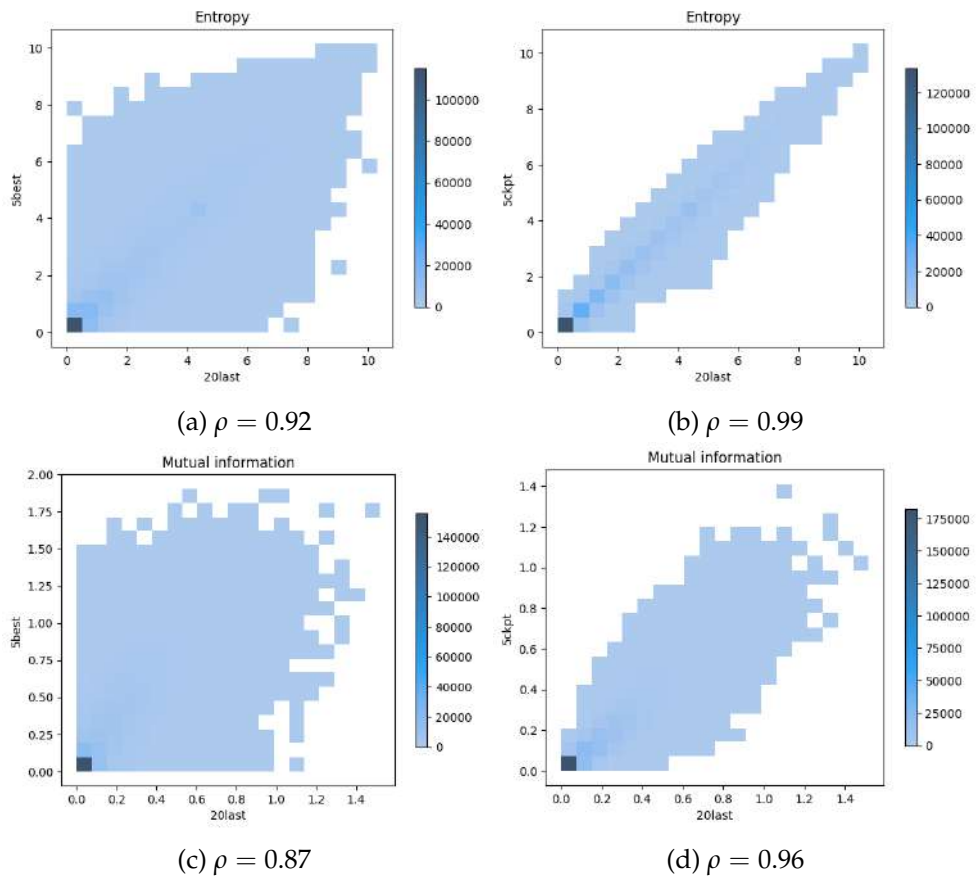 Entropy
10
8
6
4
2
0
5best
0 2 4 6 8 10
20last
100000
80000
60000
40000
20000
0
(a) ρ = 0.92
Entropy
10
8
6
4
2
0
5ckpt
0 2 4 6 8 10
20last
120000
100000
80000
60000
40000
20000
0
(b) ρ = 0.99
Mutual information
2.00
1.75
1.50
1.25
1.00
0.75
0.50
0.25
0.00
5best
0.0 0.2 0.4 0.6 0.8 1.0 1.2 1.4
20last
140000
120000
100000
80000
60000
40000
20000
0
(c) ρ = 0.87
Mutual information
1.4
1.2
1.0
0.8
0.6
0.4
0.2
0.0
5ckpt
0.0 0.2 0.4 0.6 0.8 1.0 1.2 1.4
20last
175000
150000
125000
100000
75000
50000
25000
0
(d) ρ = 0.96